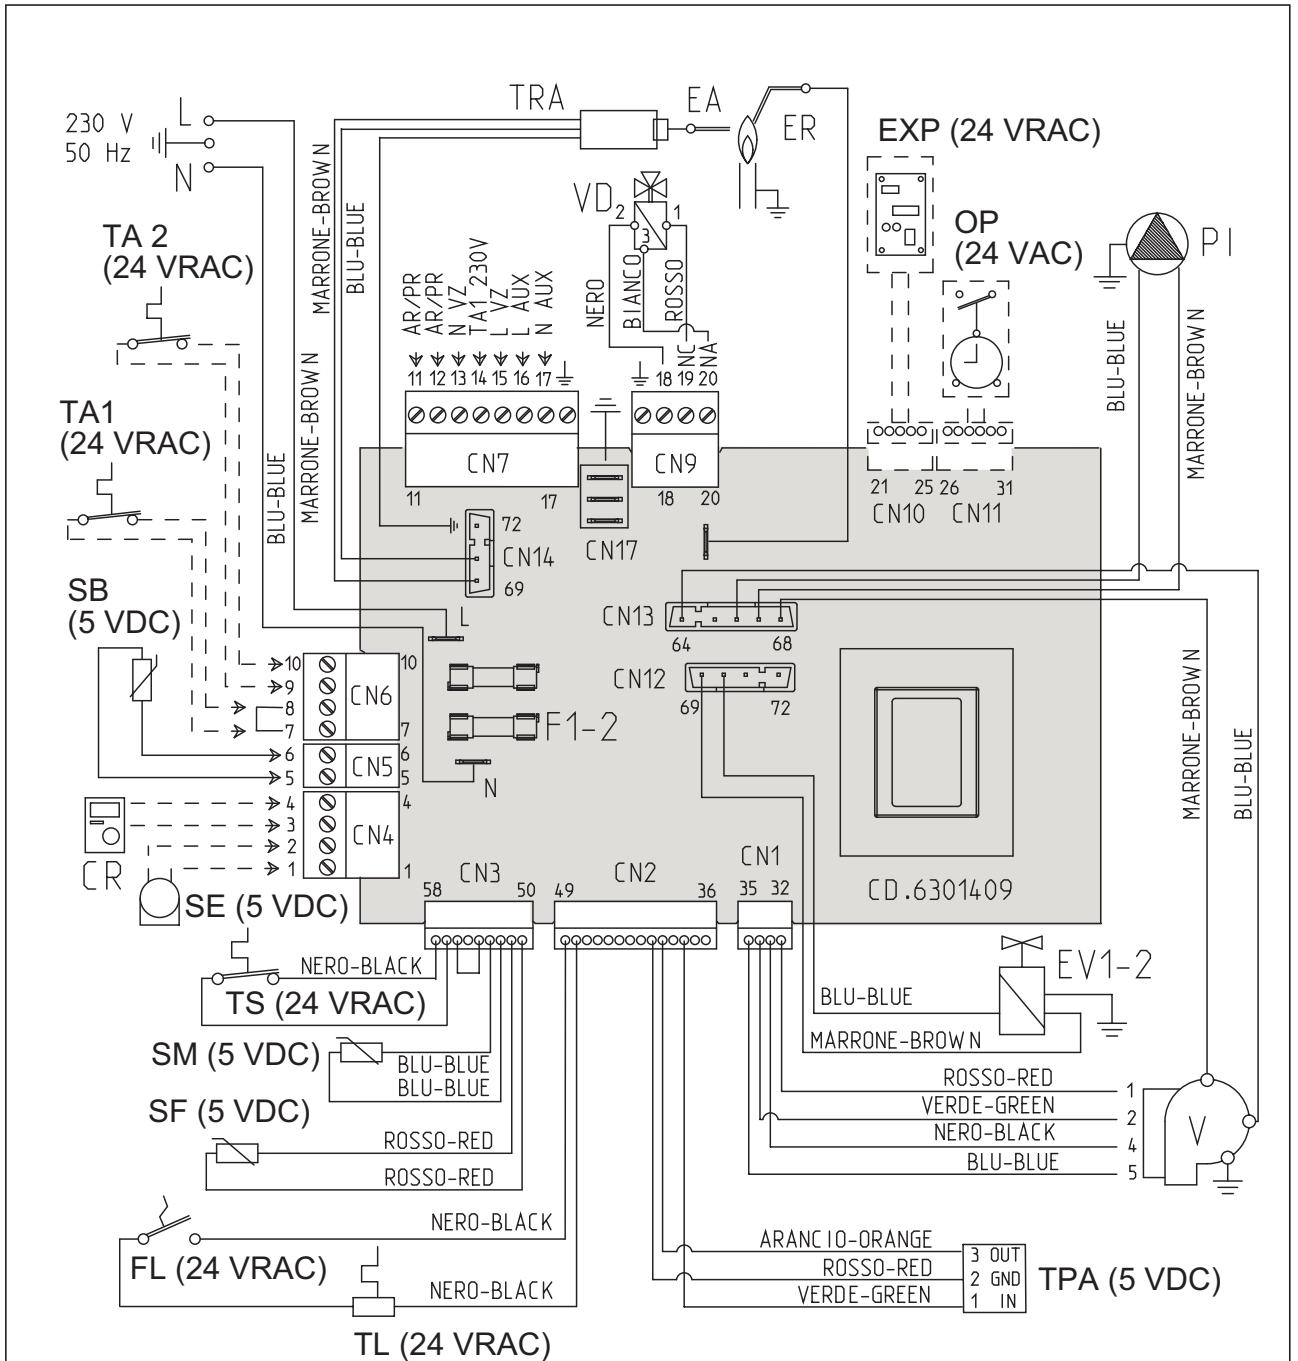 230 V
50 Hz
L
N
TRA
EA
ER
EXP (24 VRAC)
OP
(24 VAC)
PI
VD
2
1
3
TA 2
(24 VRAC)
MARRONE-BROWN
BLU-BLUE
AR/PR
AR/PR
N VZ
TA1 230V
L VZ
L AUX
N AUX
NERO
BIANCO
ROSSO
NC
NA
BLU-BLUE
MARRONE-BROWN
11 12 13 14 15 16 17
18 19 20
TA1
(24 VRAC)
BLU-BLUE
MARRONE-BROWN
CN7
11
17
CN9
18 20
21 25 26 31
CN10 CN11
72
CN14
69
CN17
SB
(5 VDC)
L
CN13
64
68
CN12
69
72
10
9
8
7
10
CN6
7
6
5
CN5
6
5
F1-2
N
4
3
2
1
4
CN4
1
CR
SE (5 VDC)
CN3
58 50
CN2
49 36
CN1
35 32
CD.6301409
MARRONE-BROWN
BLU-BLUE
NERO-BLACK
TS (24 VRAC)
SM (5 VDC)
BLU-BLUE
BLU-BLUE
SF (5 VDC)
ROSSO-RED
ROSSO-RED
NERO-BLACK
FL (24 VRAC)
NERO-BLACK
TL (24 VRAC)
EV1-2
BLU-BLUE
MARRONE-BROWN
ROSSO-RED 1
VERDE-GREEN 2
NERO-BLACK 4
BLU-BLUE 5
V
ARANCIO-ORANGE 3 OUT
ROSSO-RED 2 GND
VERDE-GREEN 1 IN
TPA (5 VDC)